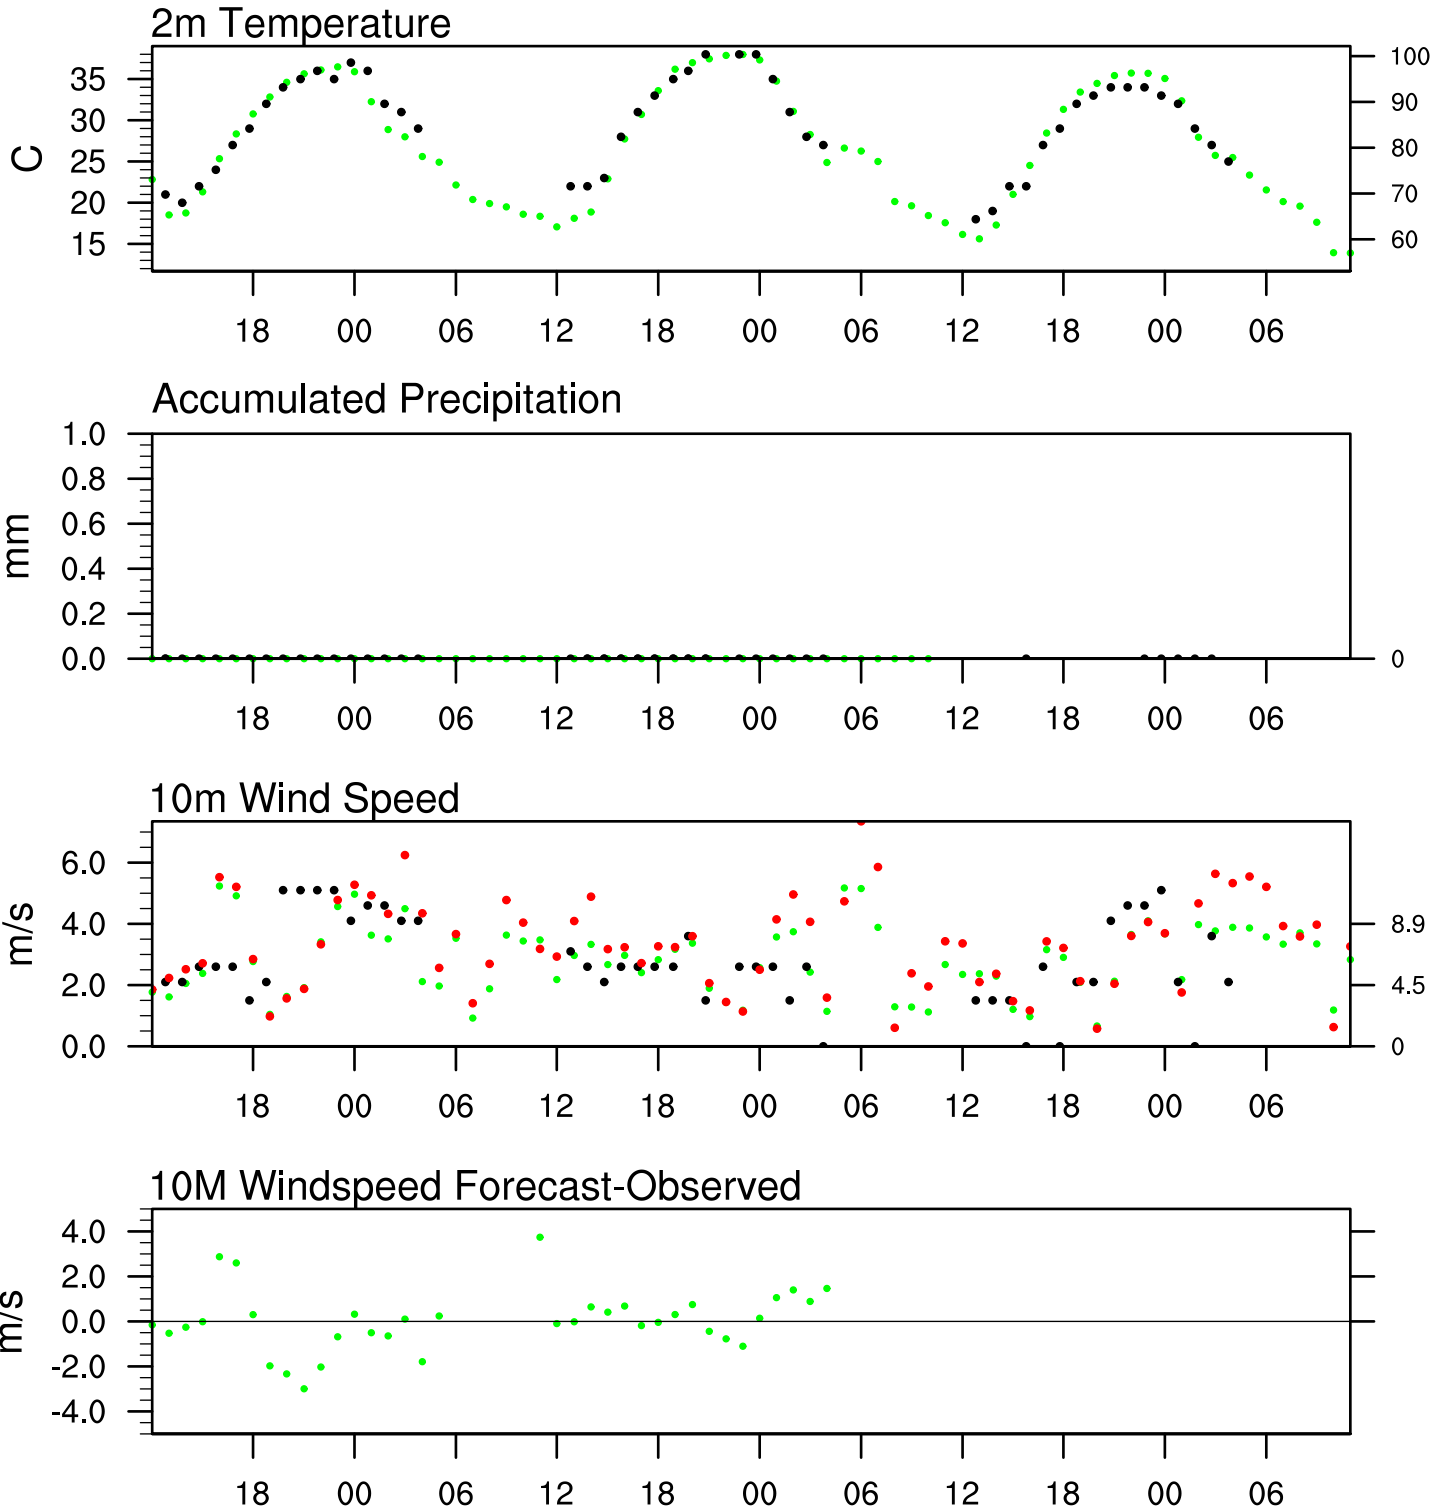 2m Temperature
C
35
30
25
20
15
100
90
80
70
60
18 00 06 12 18 00 06 12 18 00 06
Accumulated Precipitation
mm
1.0
0.8
0.6
0.4
0.2
0.0
0
18 00 06 12 18 00 06 12 18 00 06
10m Wind Speed
m/s
6.0
4.0
2.0
0.0
8.9
4.5
0
18 00 06 12 18 00 06 12 18 00 06
10M Windspeed Forecast-Observed
m/s
4.0
2.0
0.0
-2.0
-4.0
18 00 06 12 18 00 06 12 18 00 06